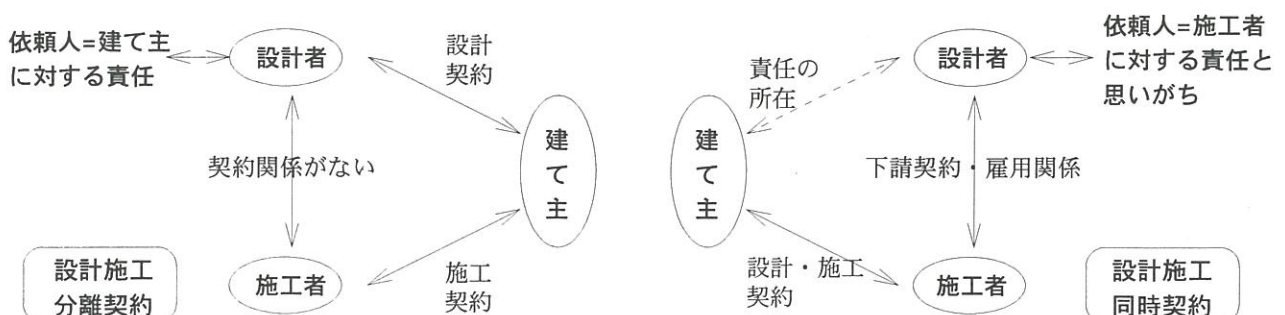 依頼人=建て主
に対する責任
設計者
設計
契約
建て主
契約関係がない
施工者
施工
契約
設計施工
分離契約
依頼人=施工者
に対する責任と
思いがち
設計者
責任の
所在
建て主
下請契約・雇用関係
設計・施工
契約
施工者
設計施工
同時契約